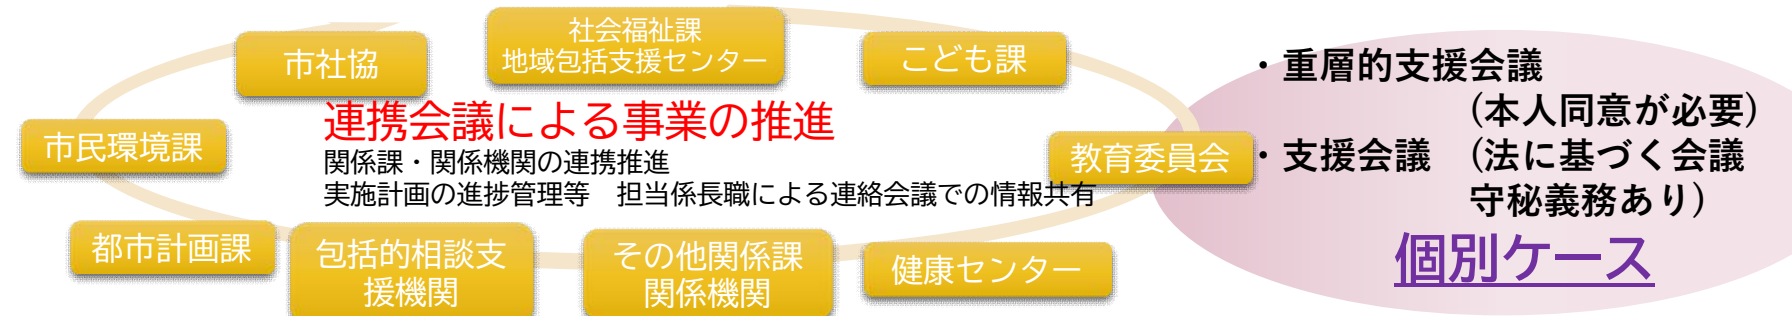 社会福祉課
地域包括支援センター
市社協
こども課
市民環境課
連携会議による事業の推進
関係課・関係機関の連携推進
実施計画の進捗管理等　担当係長職による連絡会議での情報共有
教育委員会
都市計画課
包括的相談支
援機関
その他関係課
関係機関
健康センター
・重層的支援会議
(本人同意が必要)
・支援会議　(法に基づく会議
守秘義務あり)
個別ケース